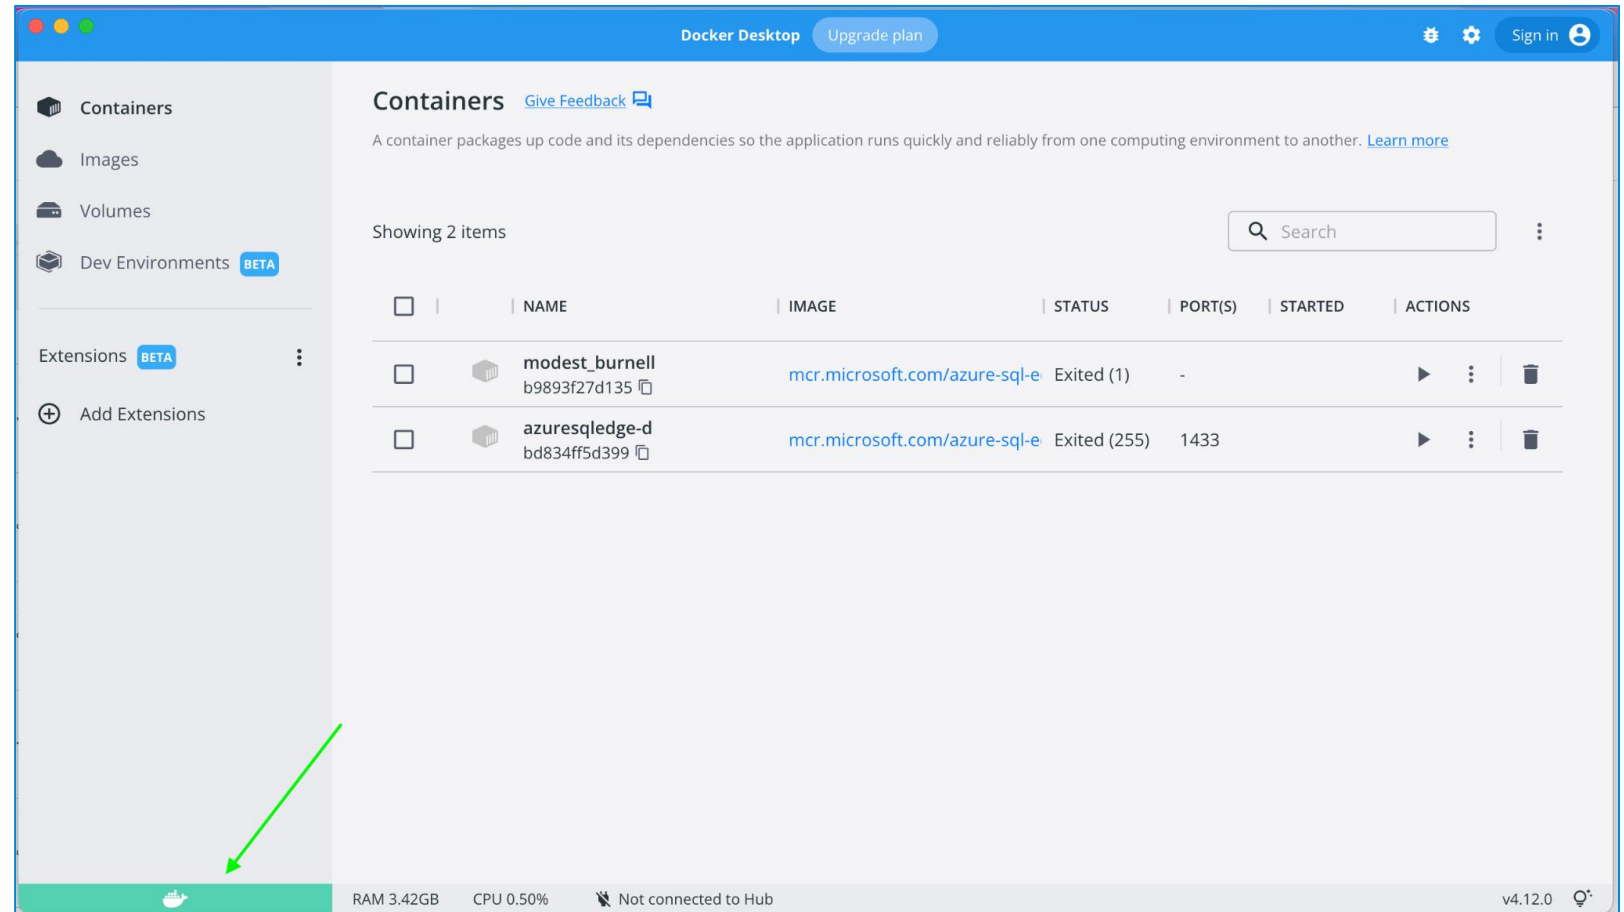 Docker Desktop Upgrade plan Sign in
Containers
Images
Volumes
Dev Environments BETA
Extensions BETA
Add Extensions
Containers Give Feedback
A container packages up code and its dependencies so the application runs quickly and reliably from one computing environment to another. Learn more
Showing 2 items Search
NAME IMAGE STATUS PORT(S) STARTED ACTIONS
modest_burnell
b9893f27d135 mcr.microsoft.com/azure-sql-e Exited (1) -
azuresqledge-d
bd834ff5d399 mcr.microsoft.com/azure-sql-e Exited (255) 1433
RAM 3.42GB CPU 0.50% Not connected to Hub v4.12.0